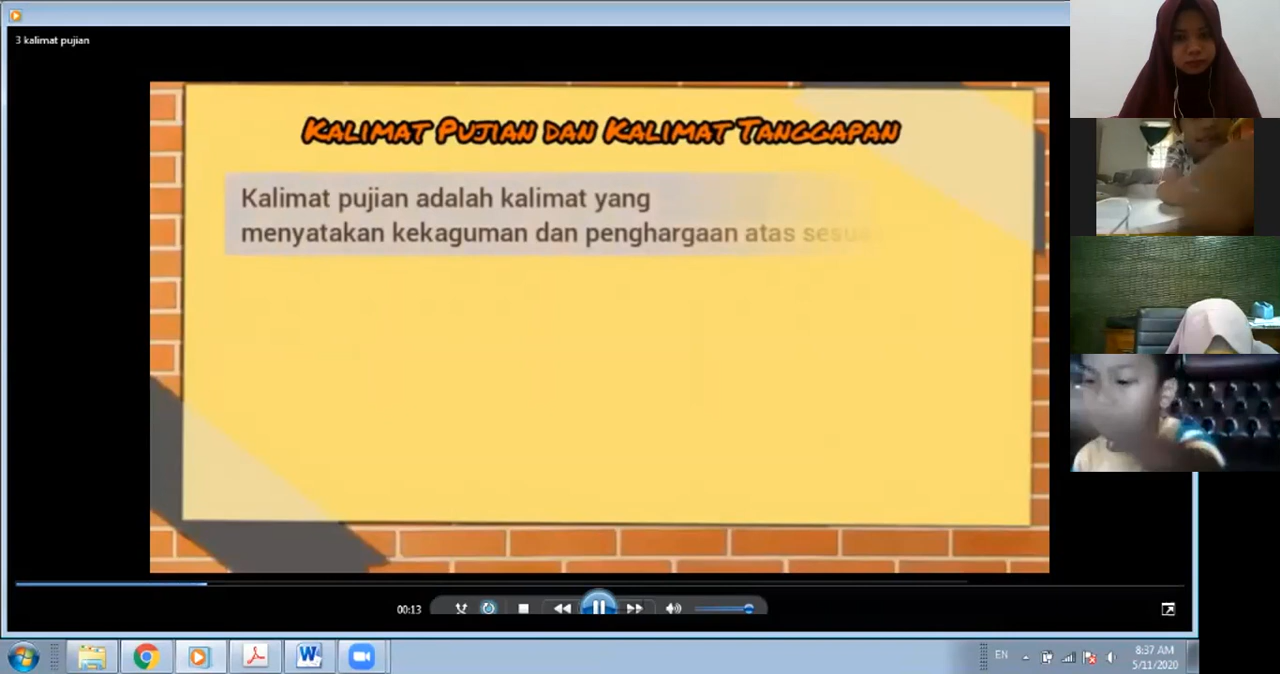 3 kalimat pujian
KALIMAT PUJIAN DAN KALIMAT TANGGAPAN
Kalimat pujian adalah kalimat yang
menyatakan kekaguman dan penghargaan atas
00:13
EN
8:37 AM
5/11/2020